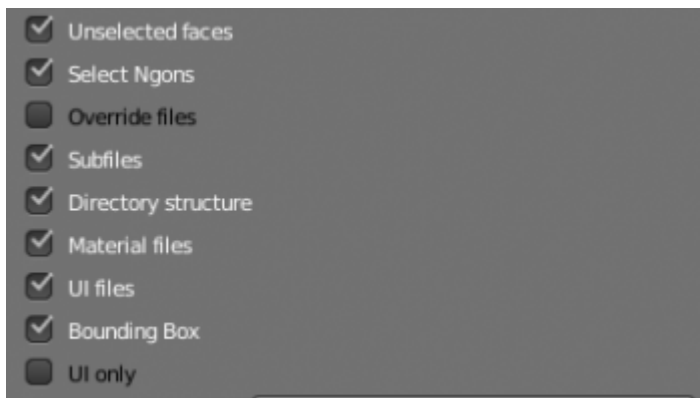 Unselected faces
Select Ngons
Override files
Subfiles
Directory structure
Material files
UI files
Bounding Box
UI only